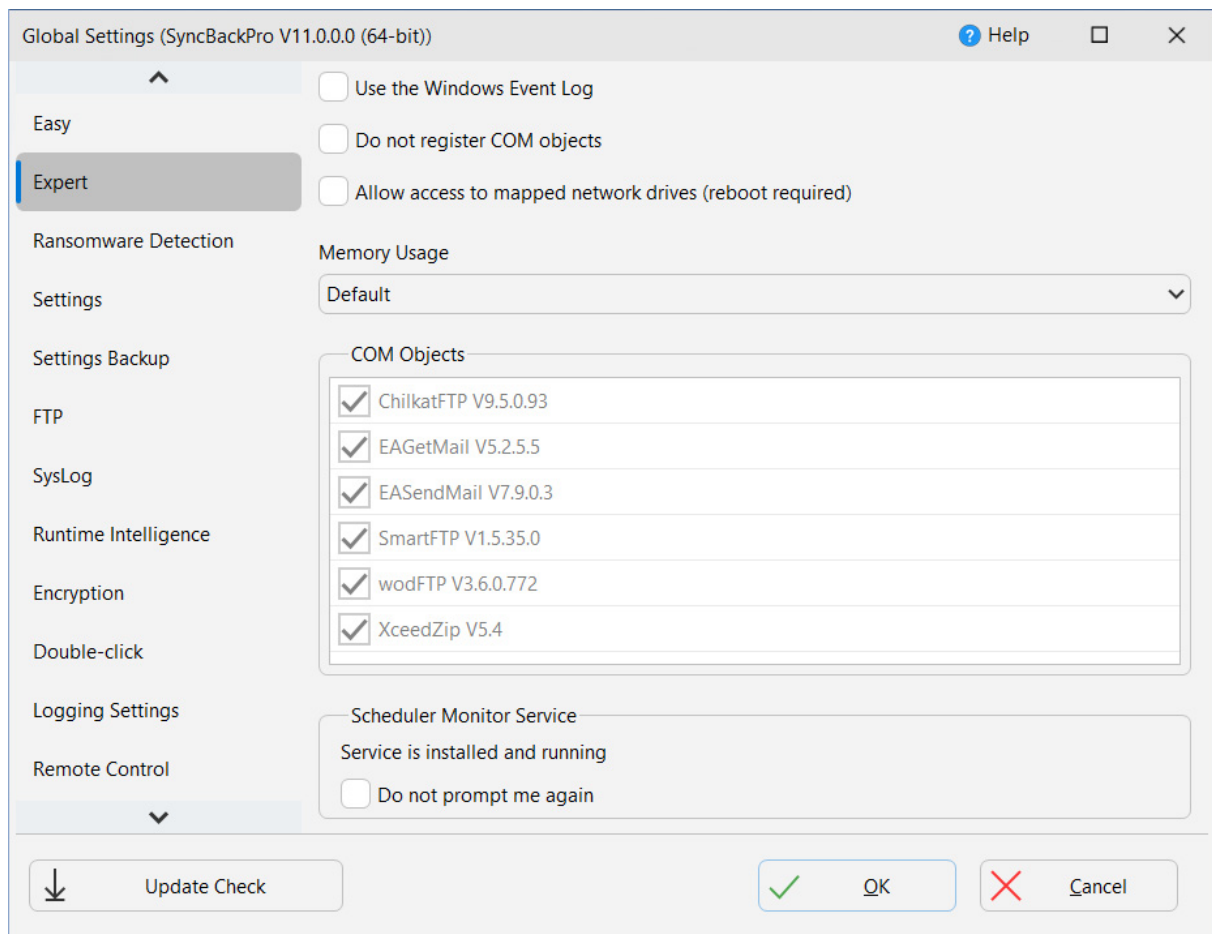 Global Settings (SyncBackPro V11.0.0.0 (64-bit))
? Help
Easy
Expert
Ransomware Detection
Settings
Settings Backup
FTP
SysLog
Runtime Intelligence
Encryption
Double-click
Logging Settings
Remote Control
Use the Windows Event Log
Do not register COM objects
Allow access to mapped network drives (reboot required)
Memory Usage
Default
COM Objects
ChilkatFTP V9.5.0.93
EAGetMail V5.2.5.5
EASendMail V7.9.0.3
SmartFTP V1.5.35.0
wodFTP V3.6.0.772
XceedZip V5.4
Scheduler Monitor Service
Service is installed and running
Do not prompt me again
Update Check
OK
Cancel